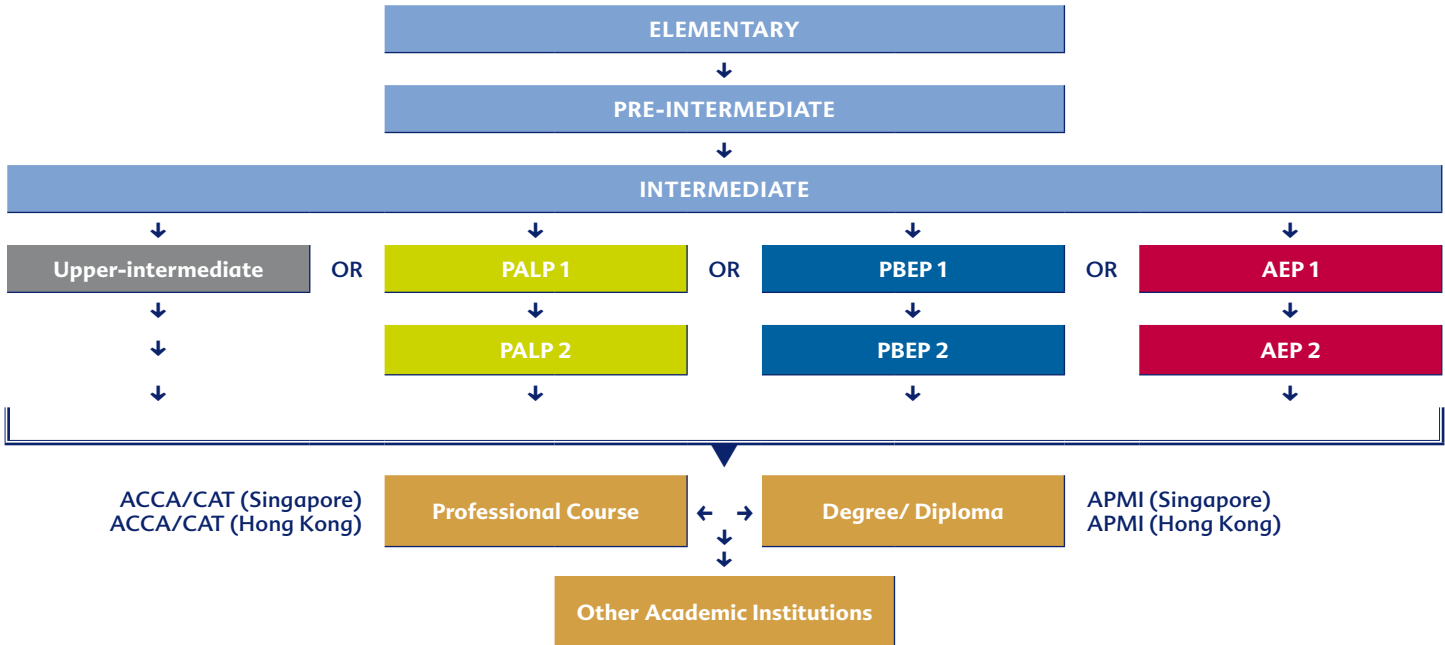 ELEMENTARY
PRE-INTERMEDIATE
INTERMEDIATE
Upper-intermediate OR PALP 1 OR PBEP 1 OR AEP 1
PALP 2 PBEP 2 AEP 2
ACCA/CAT (Singapore)
ACCA/CAT (Hong Kong)
Professional Course
Degree/ Diploma
APMI (Singapore)
APMI (Hong Kong)
Other Academic Institutions